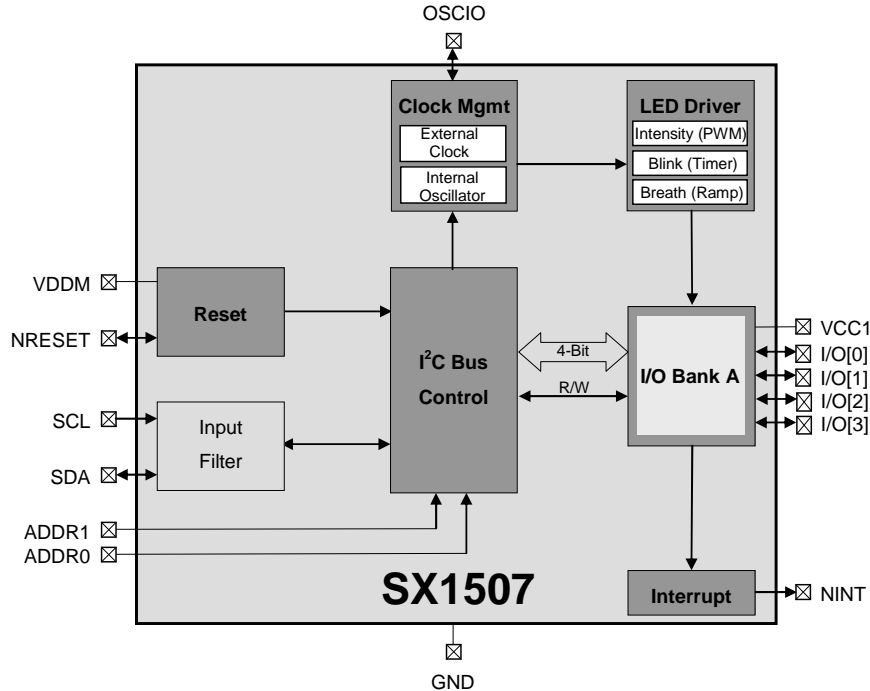 OSCIO
Clock Mgmt
External
Clock
Internal
Oscillator
LED Driver
Intensity (PWM)
Blink (Timer)
Breath (Ramp)
VDDM
NRESET
Reset
SCL
SDA
Input
Filter
ADDR1
ADDR0
I²C Bus
Control
4-Bit
R/W
I/O Bank A
VCC1
I/O[0]
I/O[1]
I/O[2]
I/O[3]
SX1507
Interrupt
NINT
GND